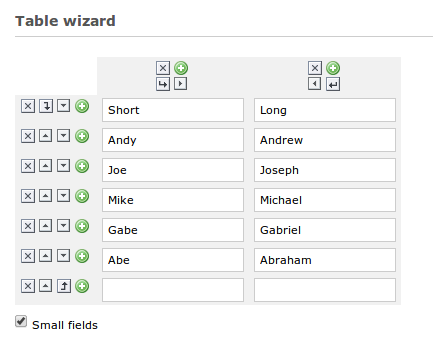 Table wizard
Short Long
Andy Andrew
Joe Joseph
Mike Michael
Gabe Gabriel
Abe Abraham
Small fields